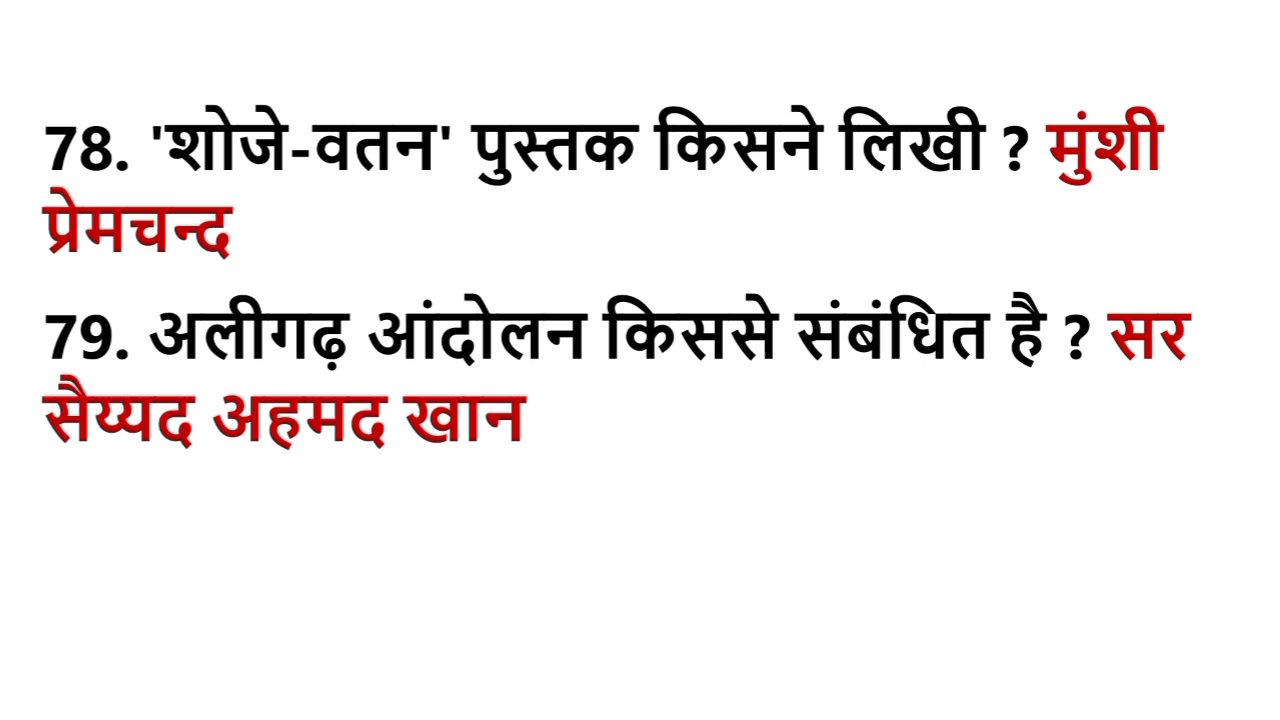 78. 'शोजे-वतन' पुस्तक किसने लिखी ? मुंशी
प्रेमचन्द
79. अलीगढ़ आंदोलन किससे संबंधित है ? सर
सैय्यद अहमद खान